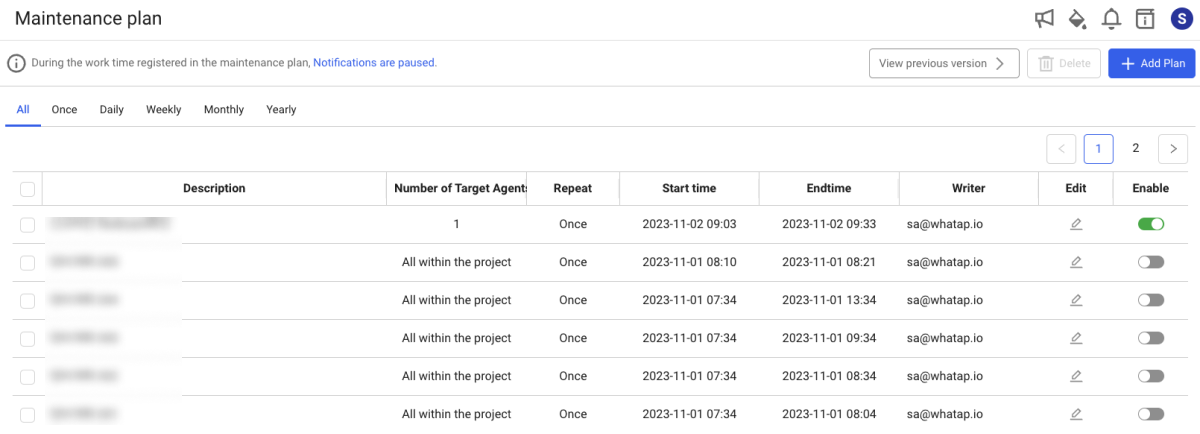 Maintenance plan
S
During the work time registered in the maintenance plan, Notifications are paused.
View previous version
Delete
Add Plan
All Once Daily Weekly Monthly Yearly
< 1 2 >
Description Number of Target Agents Repeat Start time Endtime Writer Edit Enable
1 Once 2023-11-02 09:03 2023-11-02 09:33 sa@whatap.io
All within the project Once 2023-11-01 08:10 2023-11-01 08:21 sa@whatap.io
All within the project Once 2023-11-01 07:34 2023-11-01 13:34 sa@whatap.io
All within the project Once 2023-11-01 07:34 2023-11-01 09:34 sa@whatap.io
All within the project Once 2023-11-01 07:34 2023-11-01 08:34 sa@whatap.io
All within the project Once 2023-11-01 07:34 2023-11-01 08:04 sa@whatap.io